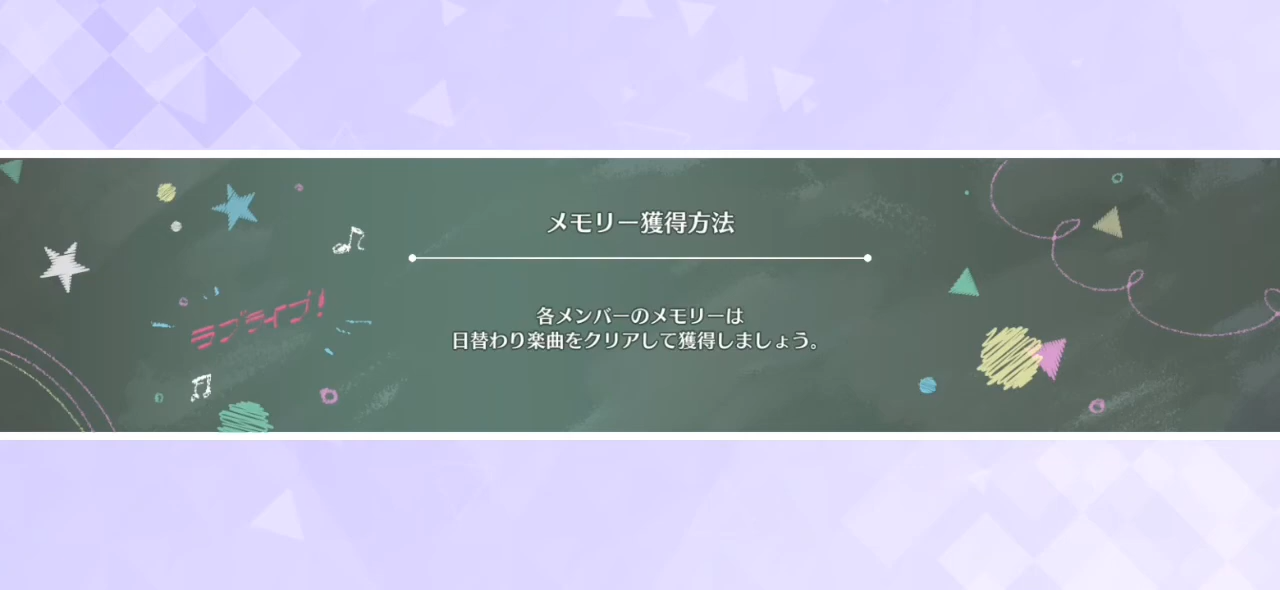 メモリー獲得方法
ラブライブ!
各メンバーのメモリーは
日替わり楽曲をクリアして獲得しましょう。